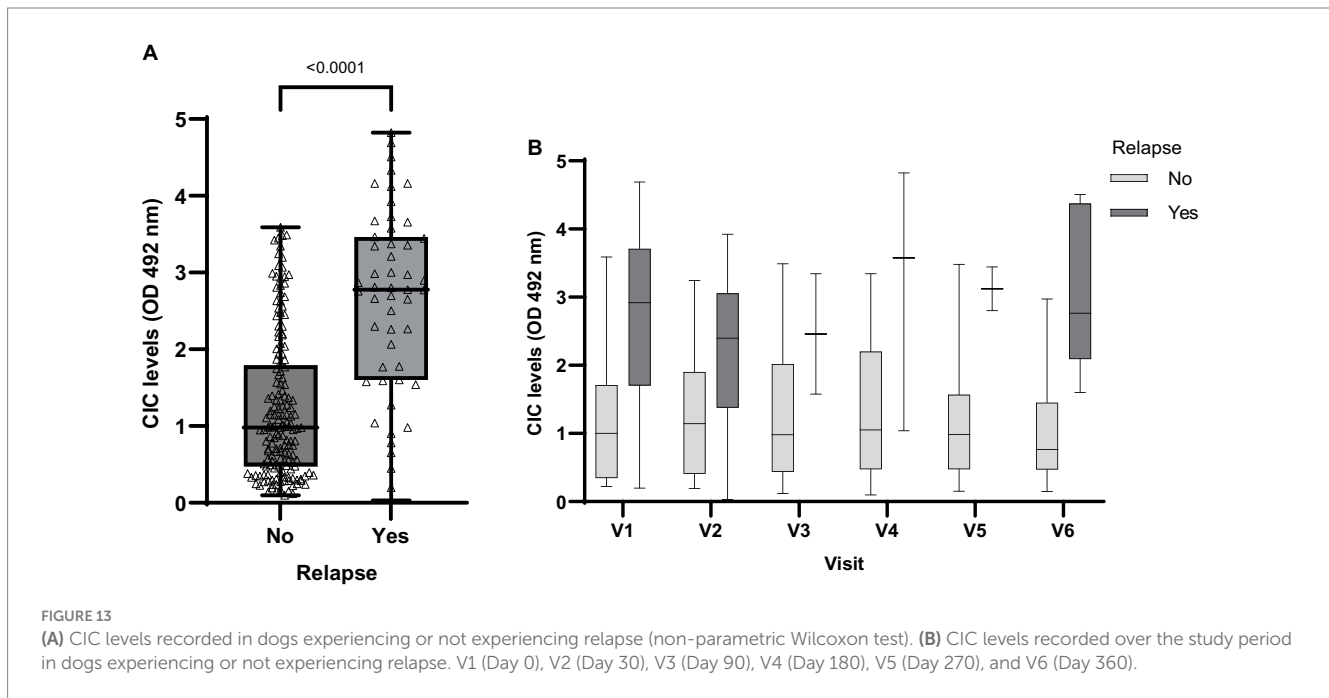 A
<0.0001
5
4
3
2
1
0
CIC levels (OD 492 nm)
No Yes
Relapse
B
5
4
3
2
1
0
CIC levels (OD 492 nm)
V1 V2 V3 V4 V5 V6
Visit
Relapse
No
Yes
FIGURE 13
(A) CIC levels recorded in dogs experiencing or not experiencing relapse (non-parametric Wilcoxon test). (B) CIC levels recorded over the study period
in dogs experiencing or not experiencing relapse. V1 (Day 0), V2 (Day 30), V3 (Day 90), V4 (Day 180), V5 (Day 270), and V6 (Day 360).